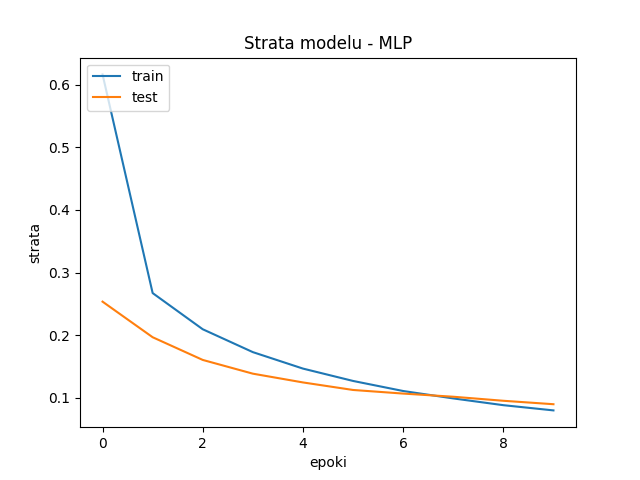 Strata modelu - MLP
train
test
0.6
0.5
0.4
0.3
0.2
0.1
strata
0 2 4 6 8
epoki